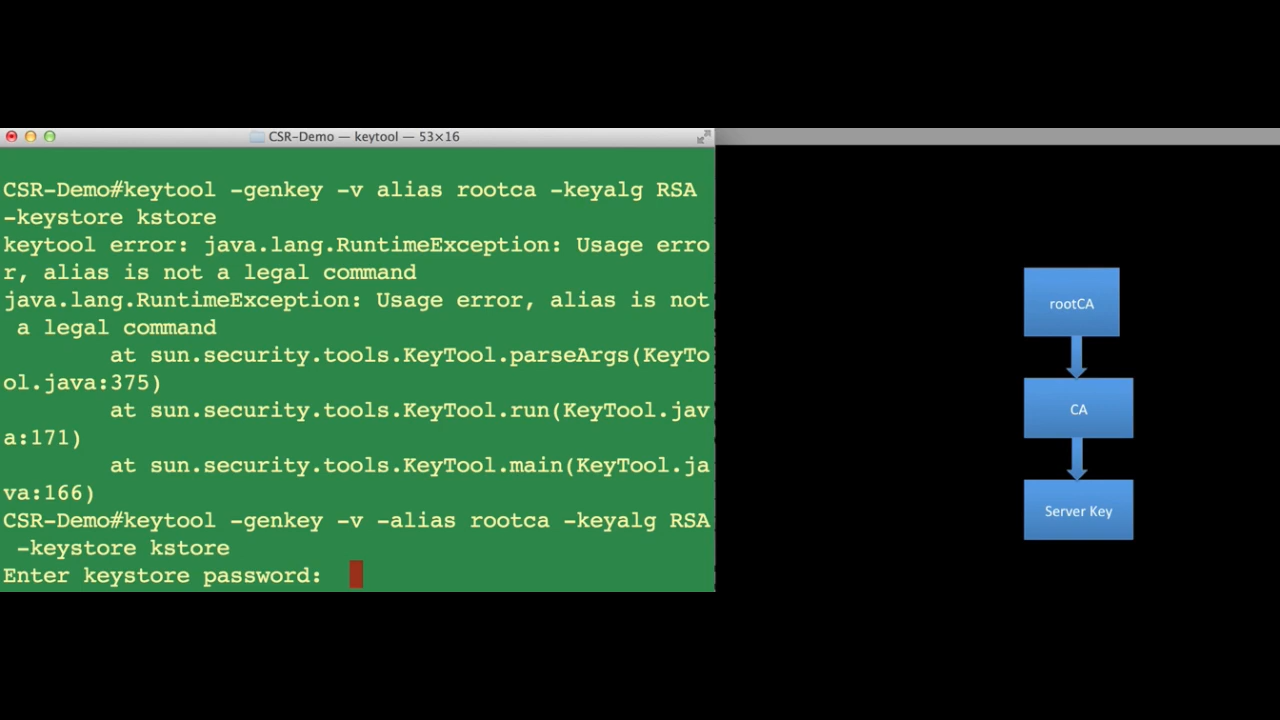 CSR-Demo — keytool — 53×16
CSR-Demo#keytool -genkey -v alias rootca -keyalg RSA
-keystore kstore
keytool error: java.lang.RuntimeException: Usage erro
r, alias is not a legal command
java.lang.RuntimeException: Usage error, alias is not
a legal command
at sun.security.tools.KeyTool.parseArgs(KeyTo
ol.java:375)
at sun.security.tools.KeyTool.run(KeyTool.jav
a:171)
at sun.security.tools.KeyTool.main(KeyTool.ja
va:166)
CSR-Demo#keytool -genkey -v -alias rootca -keyalg RSA
-keystore kstore
Enter keystore password:
rootCA
CA
Server Key